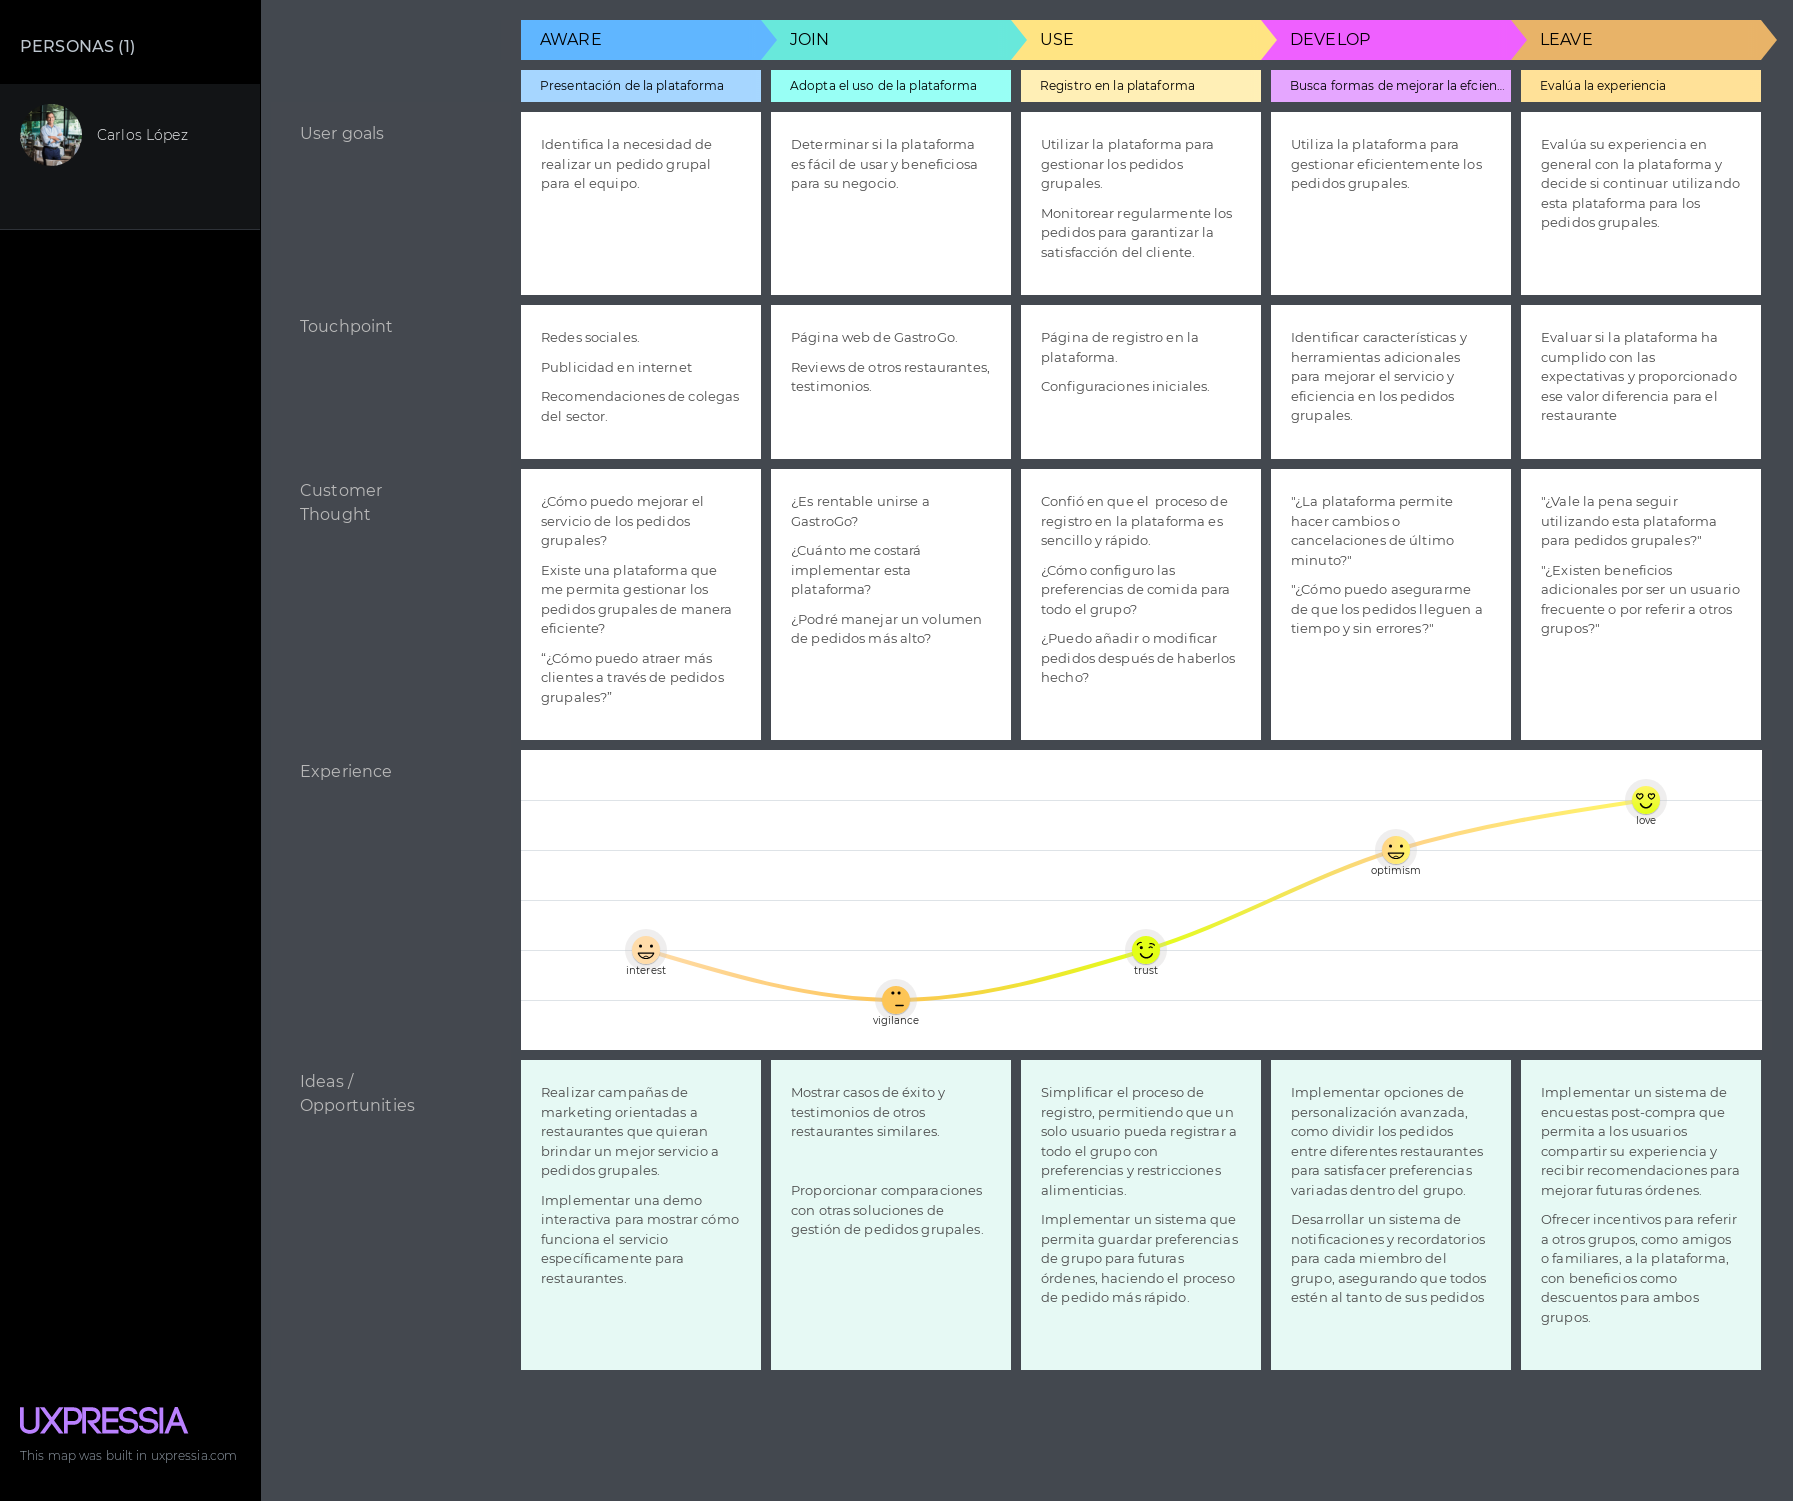 PERSONAS (1)
Carlos López
AWARE
JOIN
USE
DEVELOP
LEAVE
Presentación de la plataforma
Adopta el uso de la plataforma
Registro en la plataforma
Busca formas de mejorar la efcien...
Evalúa la experiencia
User goals
Identifica la necesidad de
realizar un pedido grupal
para el equipo.
Determinar si la plataforma
es fácil de usar y beneficiosa
para su negocio.
Utilizar la plataforma para
gestionar los pedidos
grupales.
Monitorear regularmente los
pedidos para garantizar la
satisfacción del cliente.
Utiliza la plataforma para
gestionar eficientemente los
pedidos grupales.
Evalúa su experiencia en
general con la plataforma y
decide si continuar utilizando
esta plataforma para los
pedidos grupales.
Touchpoint
Redes sociales.
Publicidad en internet
Recomendaciones de colegas
del sector.
Página web de GastroGo.
Reviews de otros restaurantes,
testimonios.
Página de registro en la
plataforma.
Configuraciones iniciales.
Identificar características y
herramientas adicionales
para mejorar el servicio y
eficiencia en los pedidos
grupales.
Evaluar si la plataforma ha
cumplido con las
expectativas y proporcionado
ese valor diferencia para el
restaurante
Customer
Thought
¿Cómo puedo mejorar el
servicio de los pedidos
grupales?
Existe una plataforma que
me permita gestionar los
pedidos grupales de manera
eficiente?
“¿Cómo puedo atraer más
clientes a través de pedidos
grupales?”
¿Es rentable unirse a
GastroGo?
¿Cuánto me costará
implementar esta
plataforma?
¿Podré manejar un volumen
de pedidos más alto?
Confió en que el  proceso de
registro en la plataforma es
sencillo y rápido.
¿Cómo configuro las
preferencias de comida para
todo el grupo?
¿Puedo añadir o modificar
pedidos después de haberlos
hecho?
"¿La plataforma permite
hacer cambios o
cancelaciones de último
minuto?"
"¿Cómo puedo asegurarme
de que los pedidos lleguen a
tiempo y sin errores?"
"¿Vale la pena seguir
utilizando esta plataforma
para pedidos grupales?"
"¿Existen beneficios
adicionales por ser un usuario
frecuente o por referir a otros
grupos?"
Experience
interest
vigilance
trust
optimism
love
Ideas /
Opportunities
Realizar campañas de
marketing orientadas a
restaurantes que quieran
brindar un mejor servicio a
pedidos grupales.
Implementar una demo
interactiva para mostrar cómo
funciona el servicio
específicamente para
restaurantes.
Mostrar casos de éxito y
testimonios de otros
restaurantes similares.
Proporcionar comparaciones
con otras soluciones de
gestión de pedidos grupales.
Simplificar el proceso de
registro, permitiendo que un
solo usuario pueda registrar a
todo el grupo con
preferencias y restricciones
alimenticias.
Implementar un sistema que
permita guardar preferencias
de grupo para futuras
órdenes, haciendo el proceso
de pedido más rápido.
Implementar opciones de
personalización avanzada,
como dividir los pedidos
entre diferentes restaurantes
para satisfacer preferencias
variadas dentro del grupo.
Desarrollar un sistema de
notificaciones y recordatorios
para cada miembro del
grupo, asegurando que todos
estén al tanto de sus pedidos
Implementar un sistema de
encuestas post-compra que
permita a los usuarios
compartir su experiencia y
recibir recomendaciones para
mejorar futuras órdenes.
Ofrecer incentivos para referir
a otros grupos, como amigos
o familiares, a la plataforma,
con beneficios como
descuentos para ambos
grupos.
UXPRESSIA
This map was built in uxpressia.com